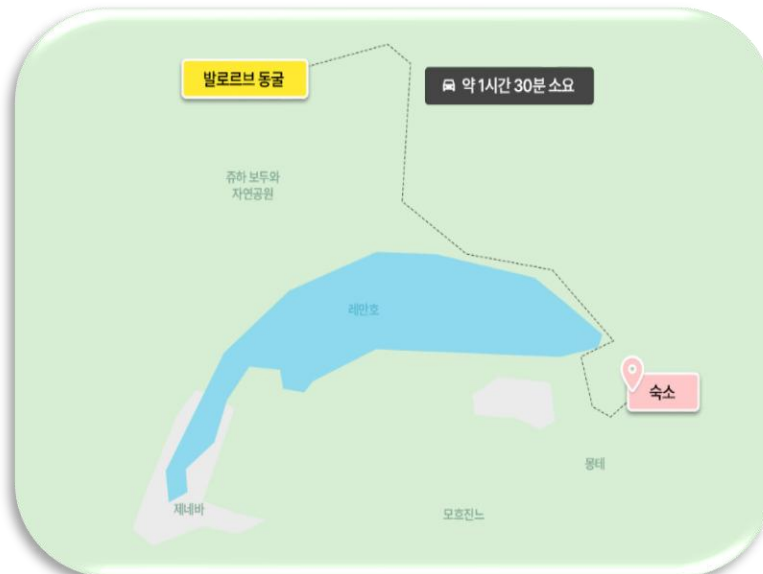 발로르브 동굴
약 1시간 30분 소요
쥬하 보두와
자연공원
레만호
숙소
몽테
제네바
모흐진느